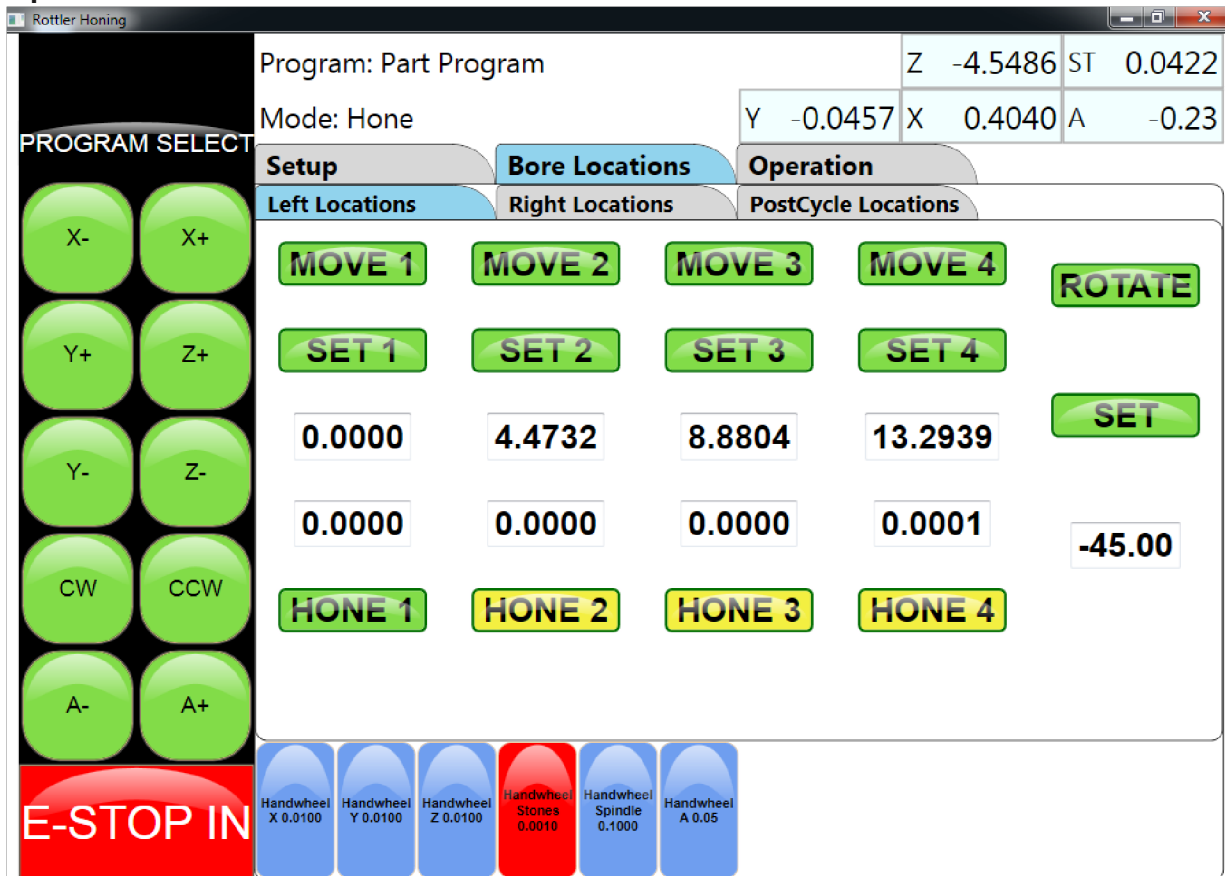 Rottler Honing
Program: Part Program
Z -4.5486 ST 0.0422
Mode: Hone
Y -0.0457 X 0.4040 A -0.23
PROGRAM SELECT
Setup Bore Locations Operation
Left Locations Right Locations PostCycle Locations
X- X+
MOVE 1 MOVE 2 MOVE 3 MOVE 4
ROTATE
Y+ Z+
SET 1 SET 2 SET 3 SET 4
SET
0.0000 4.4732 8.8804 13.2939
Y- Z-
0.0000 0.0000 0.0000 0.0001
-45.00
CW CCW
HONE 1 HONE 2 HONE 3 HONE 4
A- A+
E-STOP IN
Handwheel
X 0.0100
Handwheel
Y 0.0100
Handwheel
Z 0.0100
Handwheel
Stones
0.0010
Handwheel
Spindle
0.1000
Handwheel
A 0.05